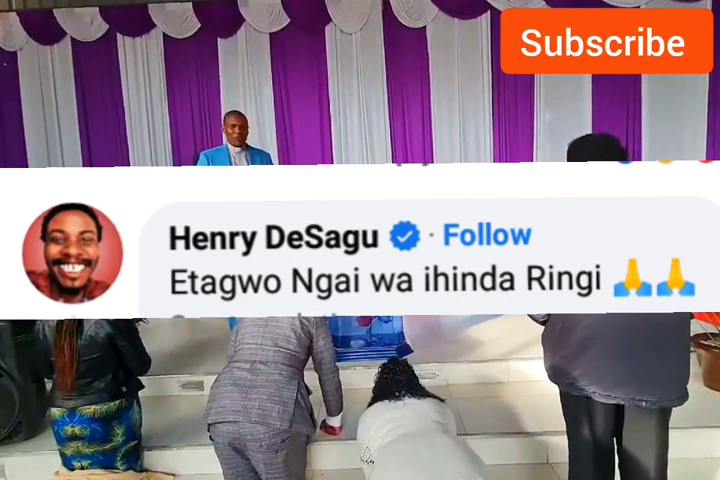 Subscribe
Henry DeSagu · Follow
Etagwo Ngai wa ihinda Ringi 🙏🙏